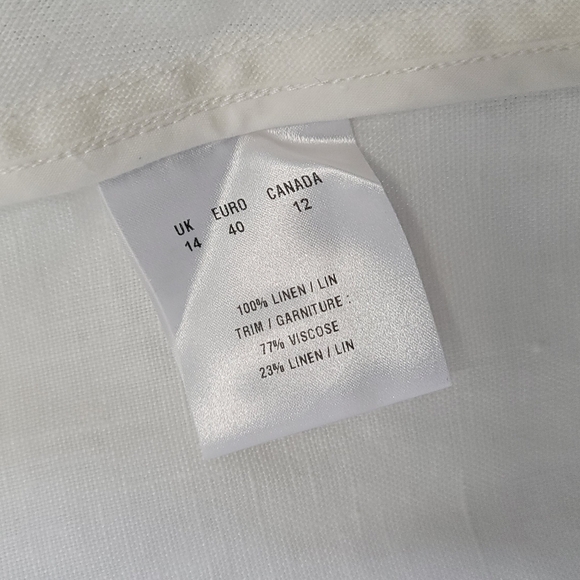 UK EURO CANADA
14 40 12
100% LINEN / LIN
TRIM / GARNITURE :
77% VISCOSE
23% LINEN / LIN